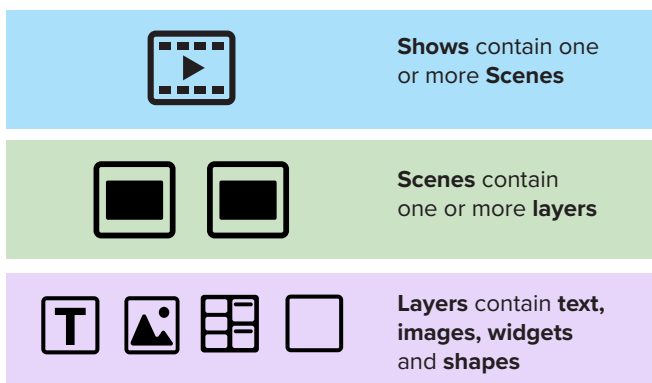 Shows contain one
or more Scenes
Scenes contain
one or more layers
T
Layers contain text,
images, widgets
and shapes